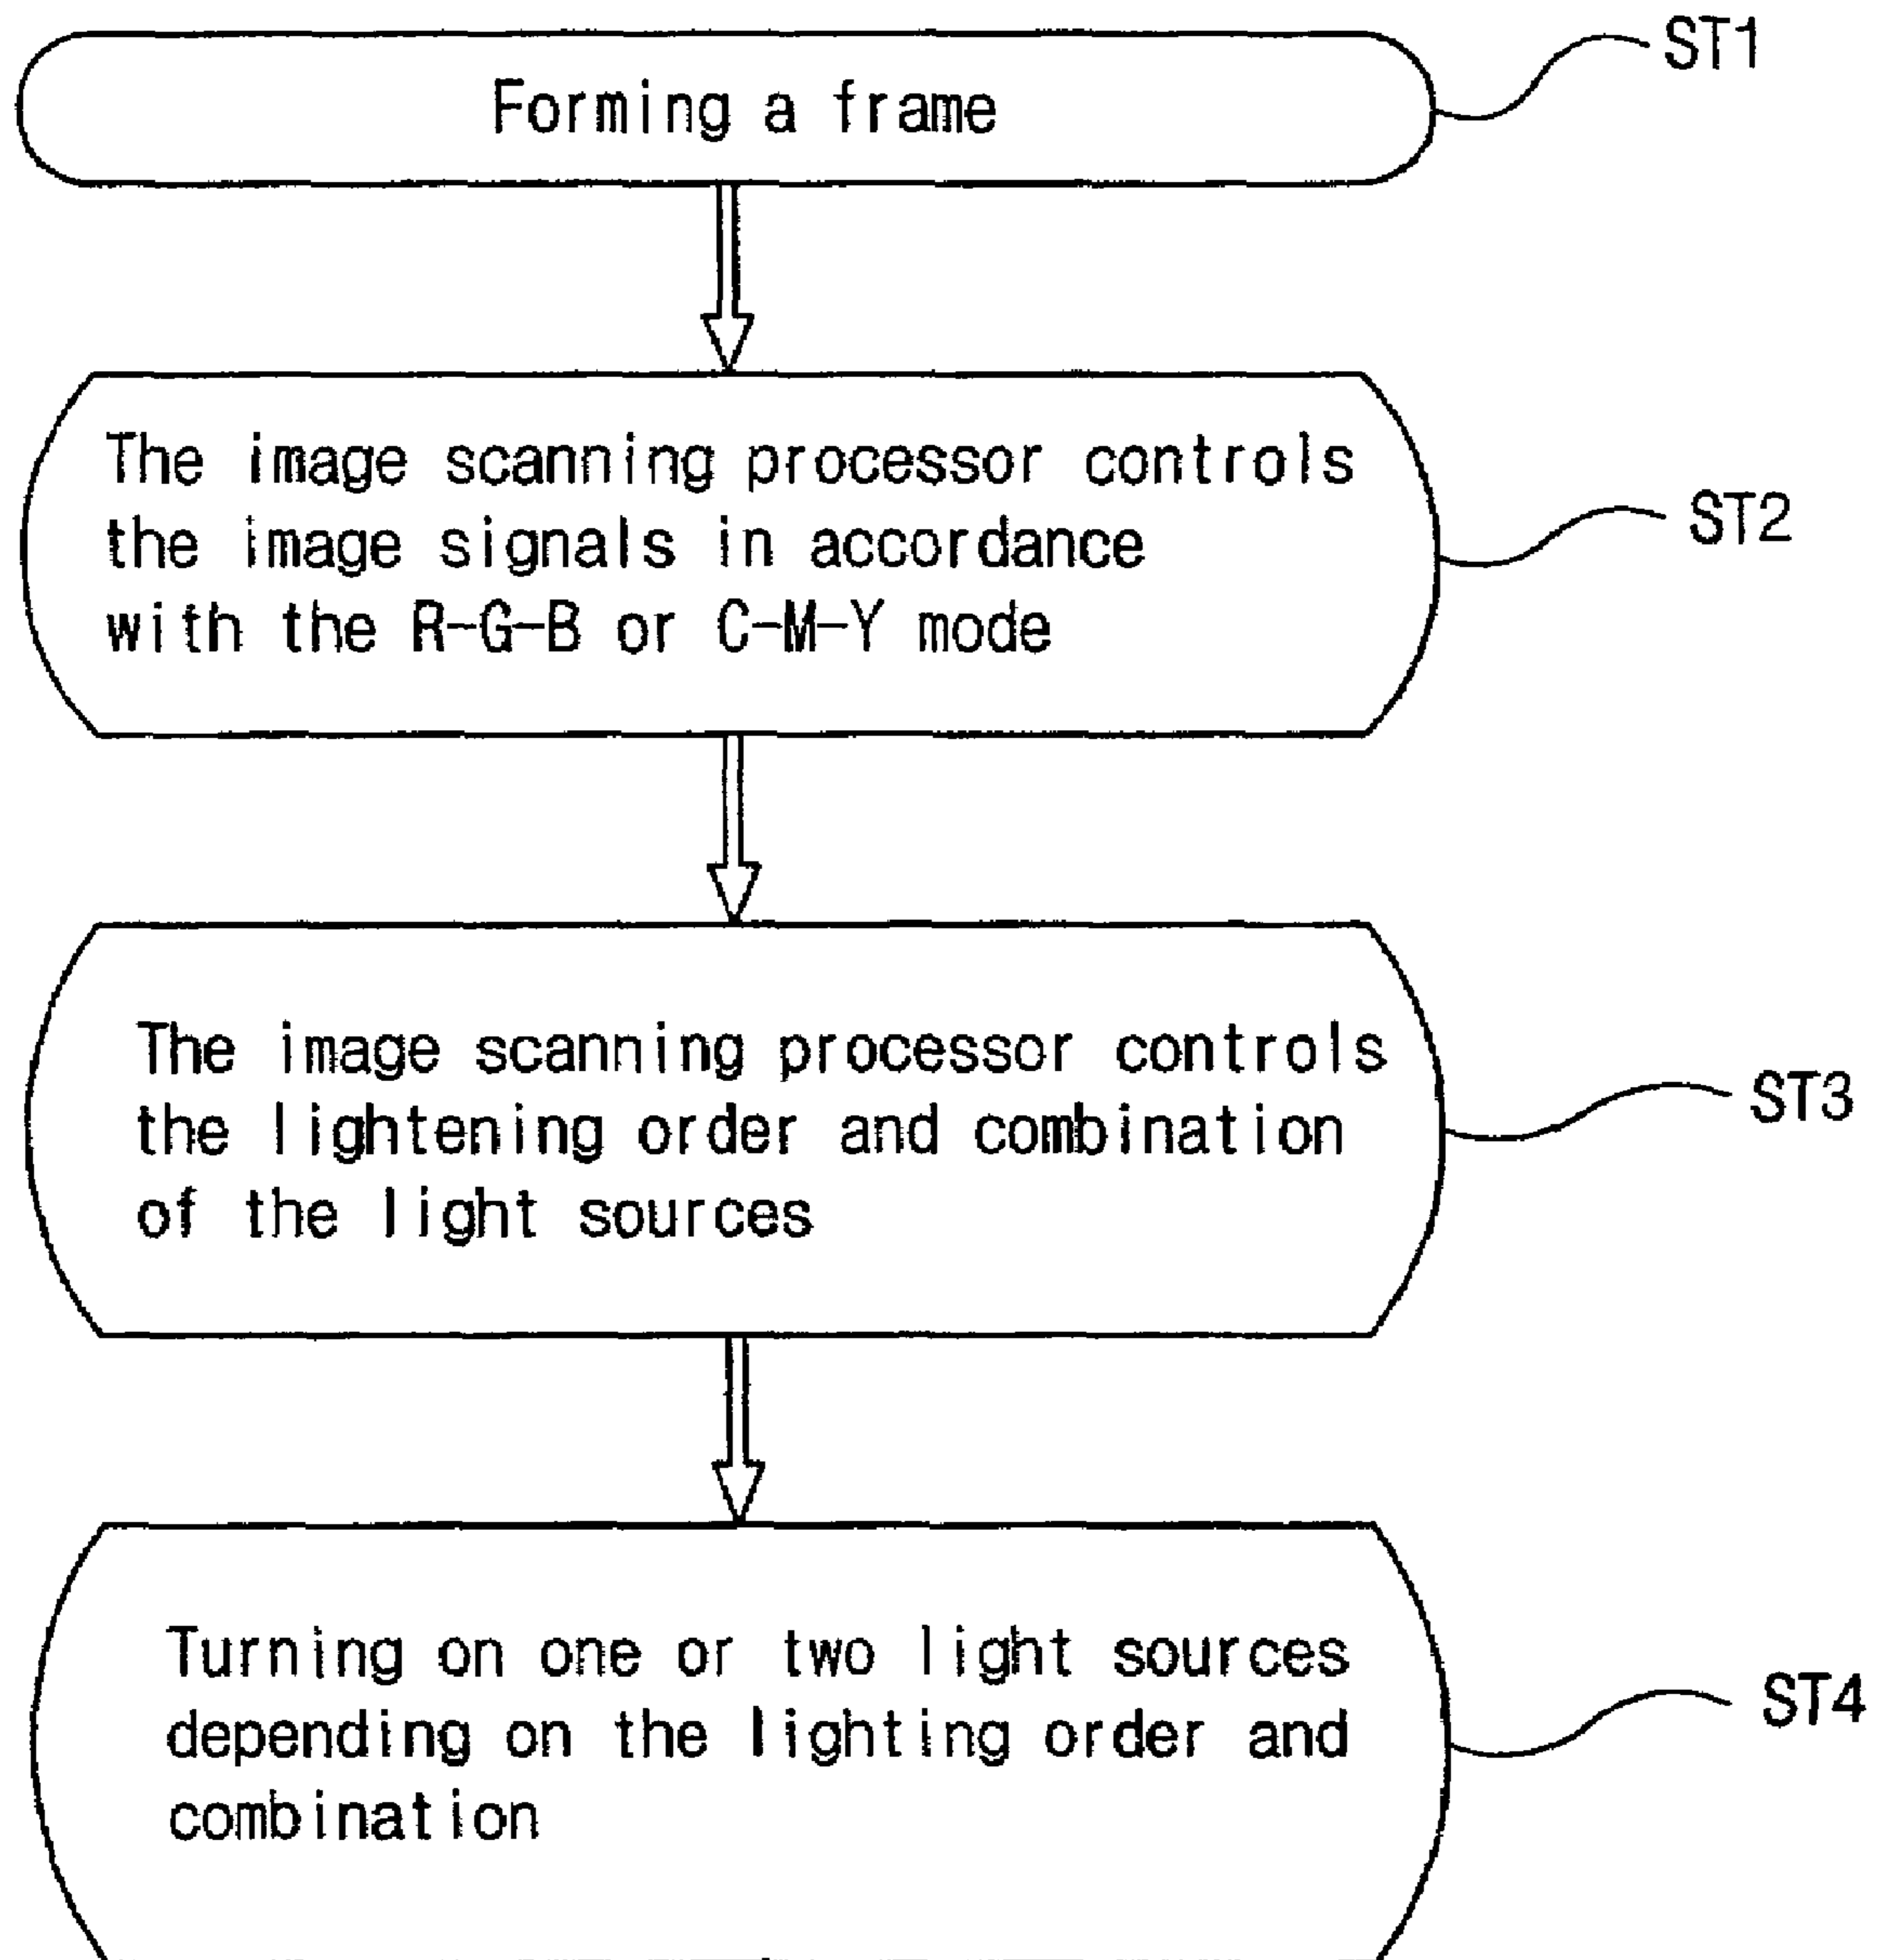 Forming a frame
ST1
The image scanning processor controls
the image signals in accordance
with the R-G-B or C-M-Y mode
ST2
The image scanning processor controls
the lightening order and combination
of the light sources
ST3
Turning on one or two light sources
depending on the lighting order and
combination
ST4